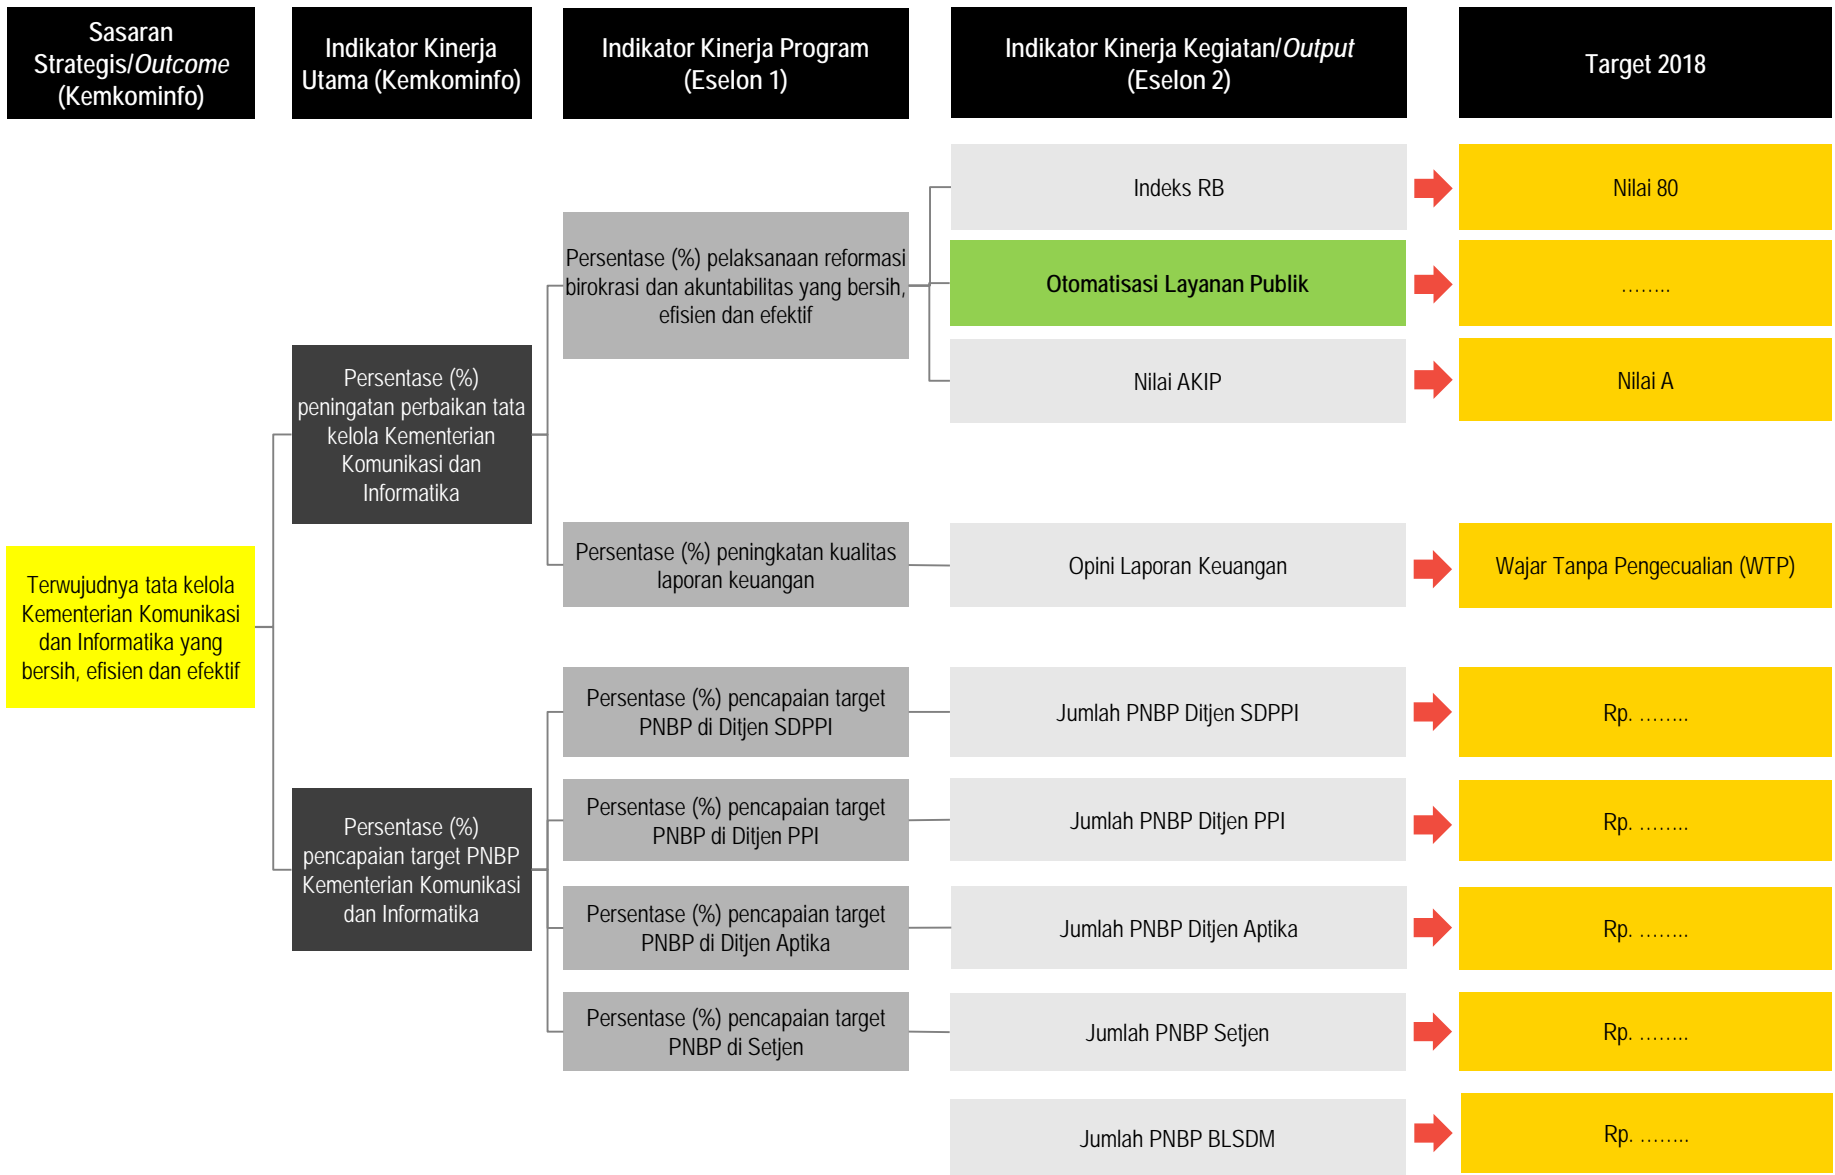 Sasaran
Strategis/Outcome
(Kemkominfo)
Indikator Kinerja
Utama (Kemkominfo)
Indikator Kinerja Program
(Eselon 1)
Indikator Kinerja Kegiatan/Output
(Eselon 2)
Target 2018
Terwujudnya tata kelola
Kementerian Komunikasi
dan Informatika yang
bersih, efisien dan efektif
Persentase (%)
peningatan perbaikan tata
kelola Kementerian
Komunikasi dan
Informatika
Persentase (%) pelaksanaan reformasi
birokrasi dan akuntabilitas yang bersih,
efisien dan efektif
Indeks RB
Nilai 80
Otomatisasi Layanan Publik
……..
Nilai AKIP
Nilai A
Persentase (%) peningkatan kualitas
laporan keuangan
Opini Laporan Keuangan
Wajar Tanpa Pengecualian (WTP)
Persentase (%)
pencapaian target PNBP
Kementerian Komunikasi
dan Informatika
Persentase (%) pencapaian target
PNBP di Ditjen SDPPI
Jumlah PNBP Ditjen SDPPI
Rp. ……..
Persentase (%) pencapaian target
PNBP di Ditjen PPI
Jumlah PNBP Ditjen PPI
Rp. ……..
Persentase (%) pencapaian target
PNBP di Ditjen Aptika
Jumlah PNBP Ditjen Aptika
Rp. ……..
Persentase (%) pencapaian target
PNBP di Setjen
Jumlah PNBP Setjen
Rp. ……..
Jumlah PNBP BLSDM
Rp. ……..